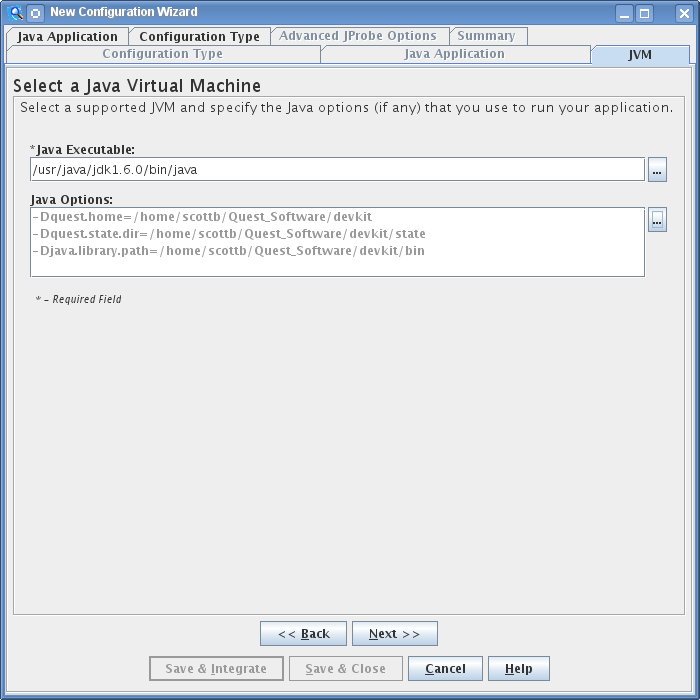 New Configuration Wizard
Java Application Configuration Type Advanced JProbe Options Summary
Configuration Type Java Application JVM
Select a Java Virtual Machine
Select a supported JVM and specify the Java options (if any) that you use to run your application.
*Java Executable:
/usr/java/jdk1.6.0/bin/java ...
Java Options:
-Dquest.home=/home/scottb/Quest_Software/devkit ...
-Dquest.state.dir=/home/scottb/Quest_Software/devkit/state
-Djava.library.path=/home/scottb/Quest_Software/devkit/bin
* - Required Field
<< Back Next >>
Save & Integrate Save & Close Cancel Help